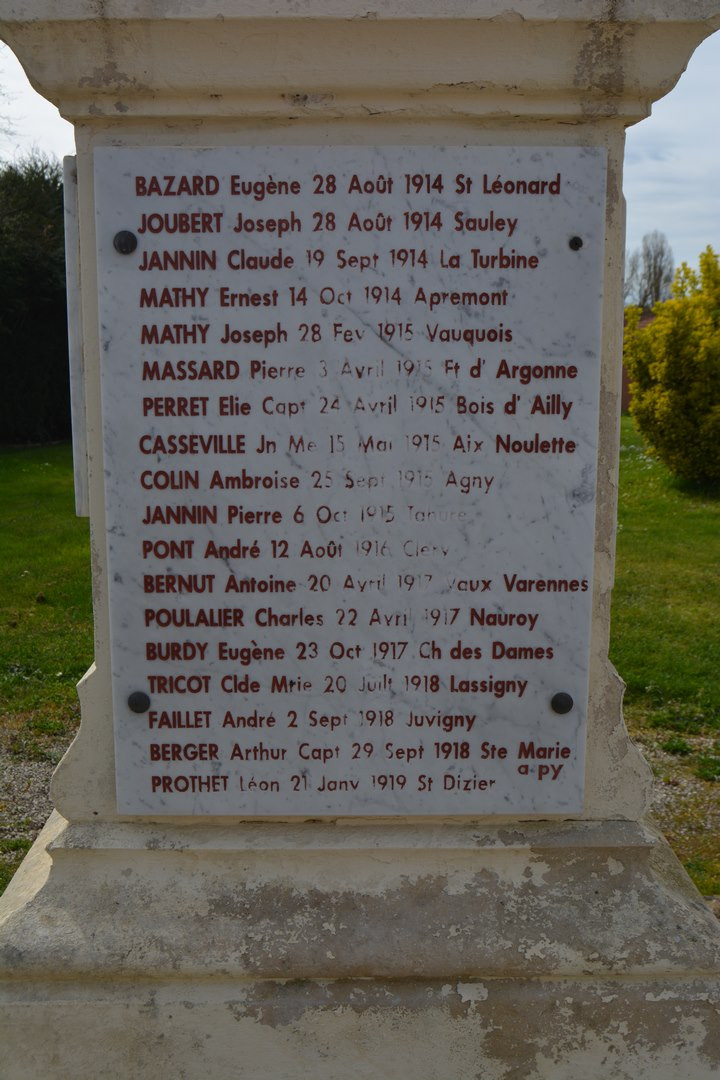 BAZARD Eugène 28 Août 1914 St Léonard
JOUBERT Joseph 28 Août 1914 Sauley
JANNIN Claude 19 Sept 1914 La Turbine
MATHY Ernest 14 Oct 1914 Apremont
MATHY Joseph 28 Fev 1915 Vauquois
MASSARD Pierre 3 Avril 1915 Ft d' Argonne
PERRET Elie Capt 24 Avril 1915 Bois d' Ailly
CASSEVILLE Jn Me 15 Mai 1915 Aix Noulette
COLIN Ambroise 25 Sept 1915 Agny
JANNIN Pierre 6 Oct 1915 Tahure
PONT André 12 Août 1916 Clery
BERNUT Antoine 20 Avril 1917 Vaux Varennes
POULALIER Charles 22 Avril 1917 Nauroy
BURDY Eugène 23 Oct 1917 Ch des Dames
TRICOT Clde Mrie 20 Juilt 1918 Lassigny
FAILLET André 2 Sept 1918 Juvigny
BERGER Arthur Capt 29 Sept 1918 Ste Marie
a py
PROTHET Léon 21 Janv 1919 St Dizier